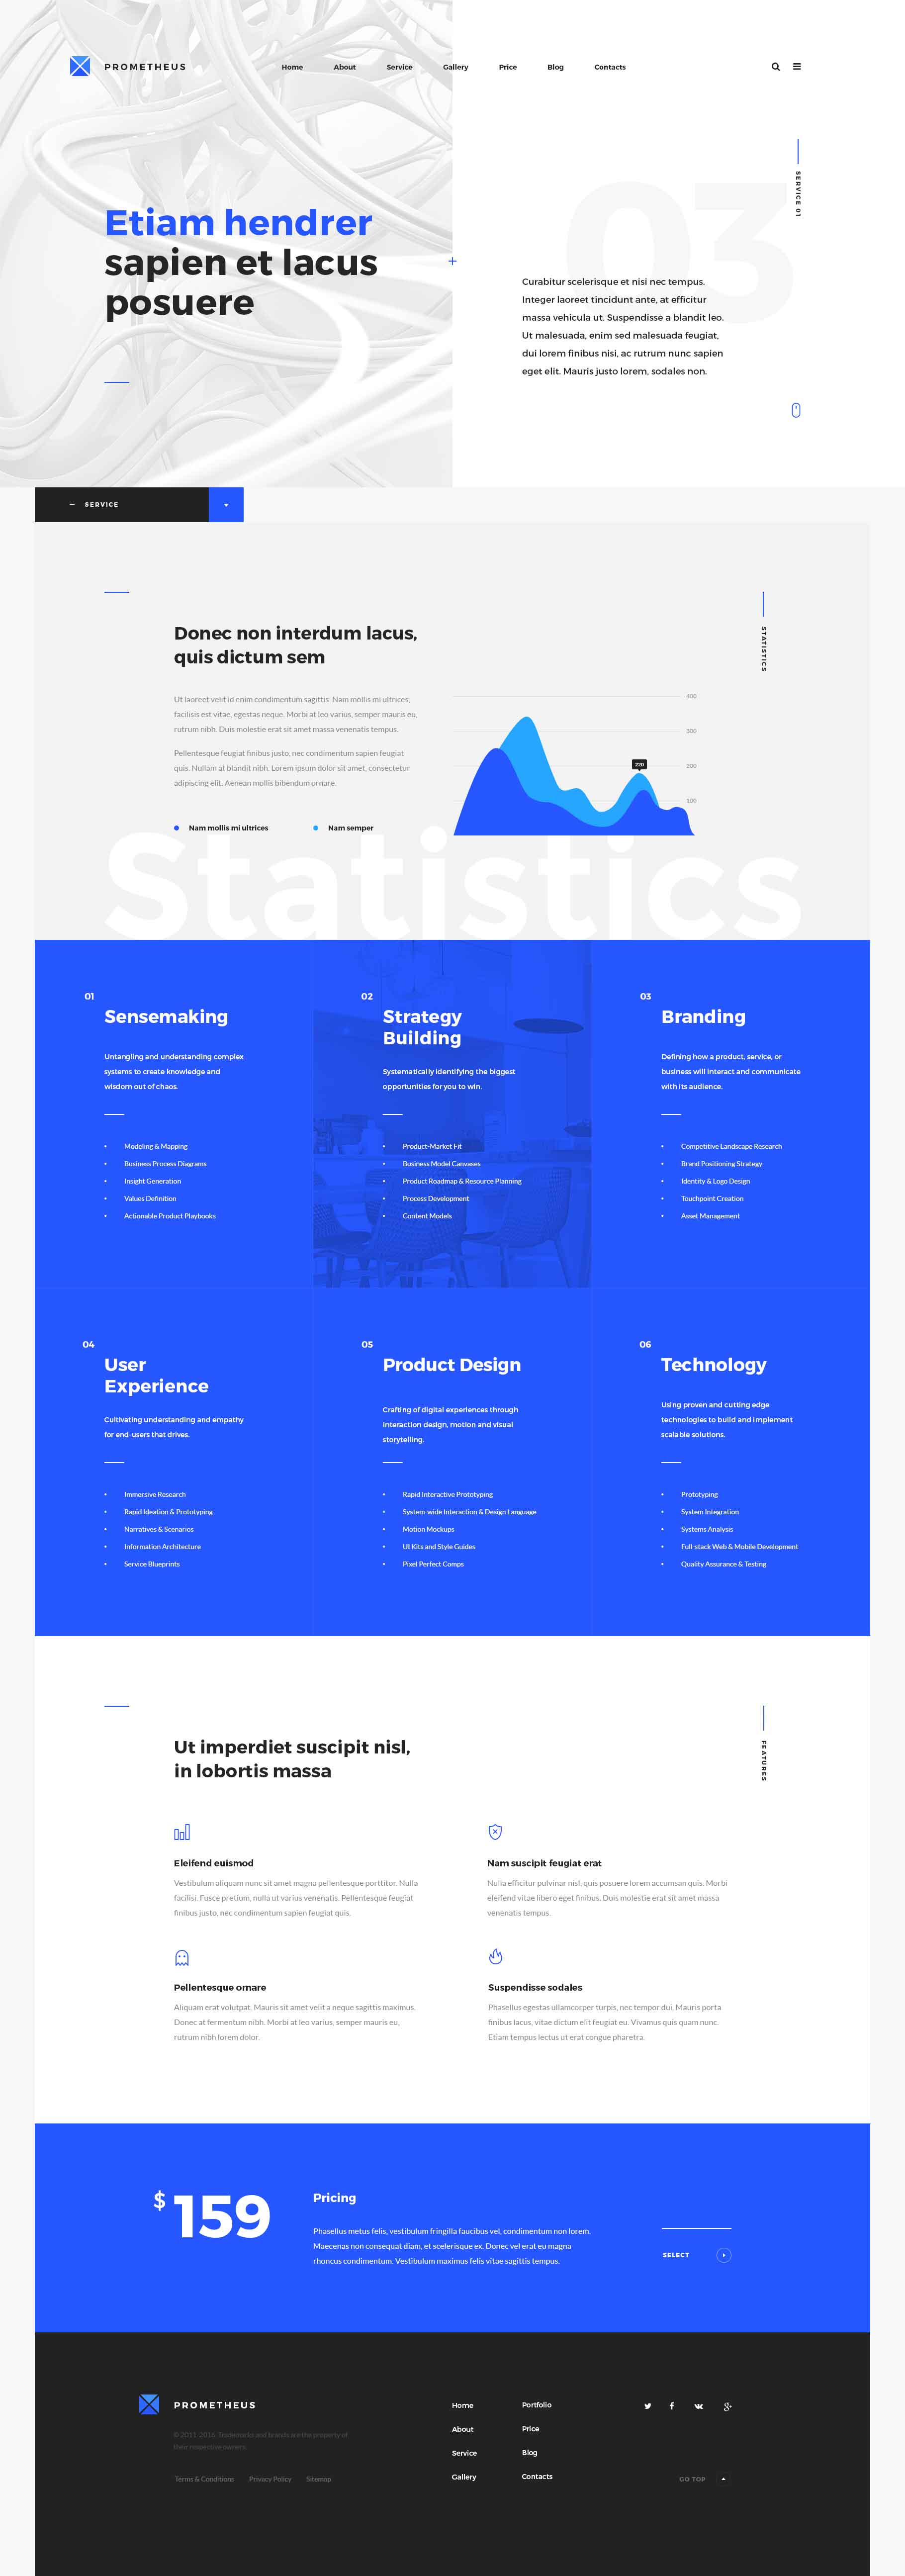 PROMETHEUS
Home About Service Gallery Price Blog Contacts
SERVICE 01
03
Etiam hendrer
sapien et lacus
posuere
Curabitur scelerisque et nisi nec tempus.
Integer laoreet tincidunt ante, at efficitur
massa vehicula ut. Suspendisse a blandit leo.
Ut malesuada, enim sed malesuada feugiat,
dui lorem finibus nisi, ac rutrum nunc sapien
eget elit. Mauris justo lorem, sodales non.
SERVICE
STATISTICS
Donec non interdum lacus,
quis dictum sem
Ut laoreet velit id enim condimentum sagittis. Nam mollis mi ultrices,
facilisis est vitae, egestas neque. Morbi at leo varius, semper mauris eu,
rutrum nibh. Duis molestie erat sit amet massa venenatis tempus.
Pellentesque feugiat finibus justo, nec condimentum sapien feugiat
quis. Nullam at blandit nibh. Lorem ipsum dolor sit amet, consectetur
adipiscing elit. Aenean mollis bibendum ornare.
Nam mollis mi ultrices
Nam semper
400
300
200
100
220
Statistics
01
Sensemaking
Untangling and understanding complex
systems to create knowledge and
wisdom out of chaos.
• Modeling & Mapping
• Business Process Diagrams
• Insight Generation
• Values Definition
• Actionable Product Playbooks
02
Strategy
Building
Systematically identifying the biggest
opportunities for you to win.
• Product-Market Fit
• Business Model Canvases
• Product Roadmap & Resource Planning
• Process Development
• Content Models
03
Branding
Defining how a product, service, or
business will interact and communicate
with its audience.
• Competitive Landscape Research
• Brand Positioning Strategy
• Identity & Logo Design
• Touchpoint Creation
• Asset Management
04
User
Experience
Cultivating understanding and empathy
for end-users that drives.
• Immersive Research
• Rapid Ideation & Prototyping
• Narratives & Scenarios
• Information Architecture
• Service Blueprints
05
Product Design
Crafting of digital experiences through
interaction design, motion and visual
storytelling.
• Rapid Interactive Prototyping
• System-wide Interaction & Design Language
• Motion Mockups
• UI Kits and Style Guides
• Pixel Perfect Comps
06
Technology
Using proven and cutting edge
technologies to build and implement
scalable solutions.
• Prototyping
• System Integration
• Systems Analysis
• Full-stack Web & Mobile Development
• Quality Assurance & Testing
FEATURES
Ut imperdiet suscipit nisl,
in lobortis massa
Eleifend euismod
Vestibulum aliquam nunc sit amet magna pellentesque porttitor. Nulla
facilisi. Fusce pretium, nulla ut varius venenatis. Pellentesque feugiat
finibus justo, nec condimentum sapien feugiat quis.
Nam suscipit feugiat erat
Nulla efficitur pulvinar nisl, quis posuere lorem accumsan quis. Morbi
eleifend vitae libero eget finibus. Duis molestie erat sit amet massa
venenatis tempus.
Pellentesque ornare
Aliquam erat volutpat. Mauris sit amet velit a neque sagittis maximus.
Donec at fermentum nibh. Morbi at leo varius, semper mauris eu,
rutrum nibh lorem dolor.
Suspendisse sodales
Phasellus egestas ullamcorper turpis, nec tempor dui. Mauris porta
finibus lacus, vitae dictum elit feugiat eu. Vivamus quis quam nunc.
Etiam tempus lectus ut erat congue pharetra.
$ 159
Pricing
Phasellus metus felis, vestibulum fringilla faucibus vel, condimentum non lorem.
Maecenas non consequat diam, et scelerisque ex. Donec vel erat eu magna
rhoncus condimentum. Vestibulum maximus felis vitae sagittis tempus.
SELECT
PROMETHEUS
© 2011-2016. Trademarks and brands are the property of
their respective owners
Terms & Conditions Privacy Policy Sitemap
Home
About
Service
Gallery
Portfolio
Price
Blog
Contacts
GO TOP